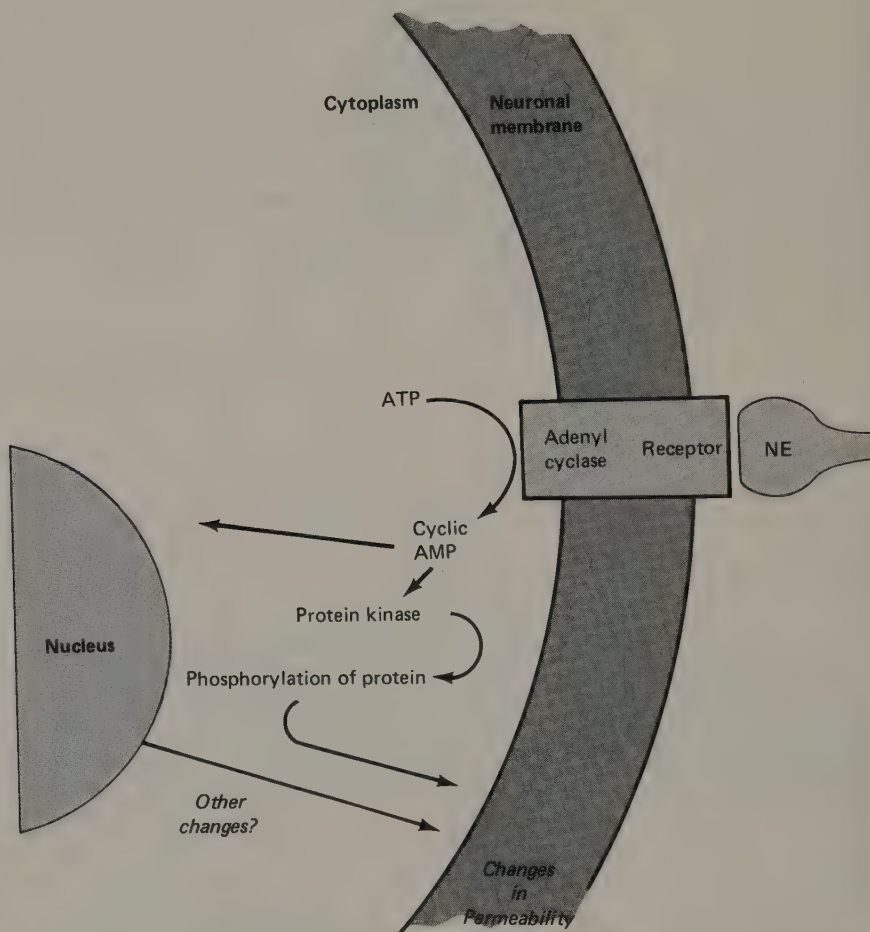 Cytoplasm
Neuronal
membrane
ATP
Adenyl
cyclase
Receptor
NE
Cyclic
AMP
Protein kinase
Nucleus
Phosphorylation of protein
Other
changes?
Changes
in
Permeability